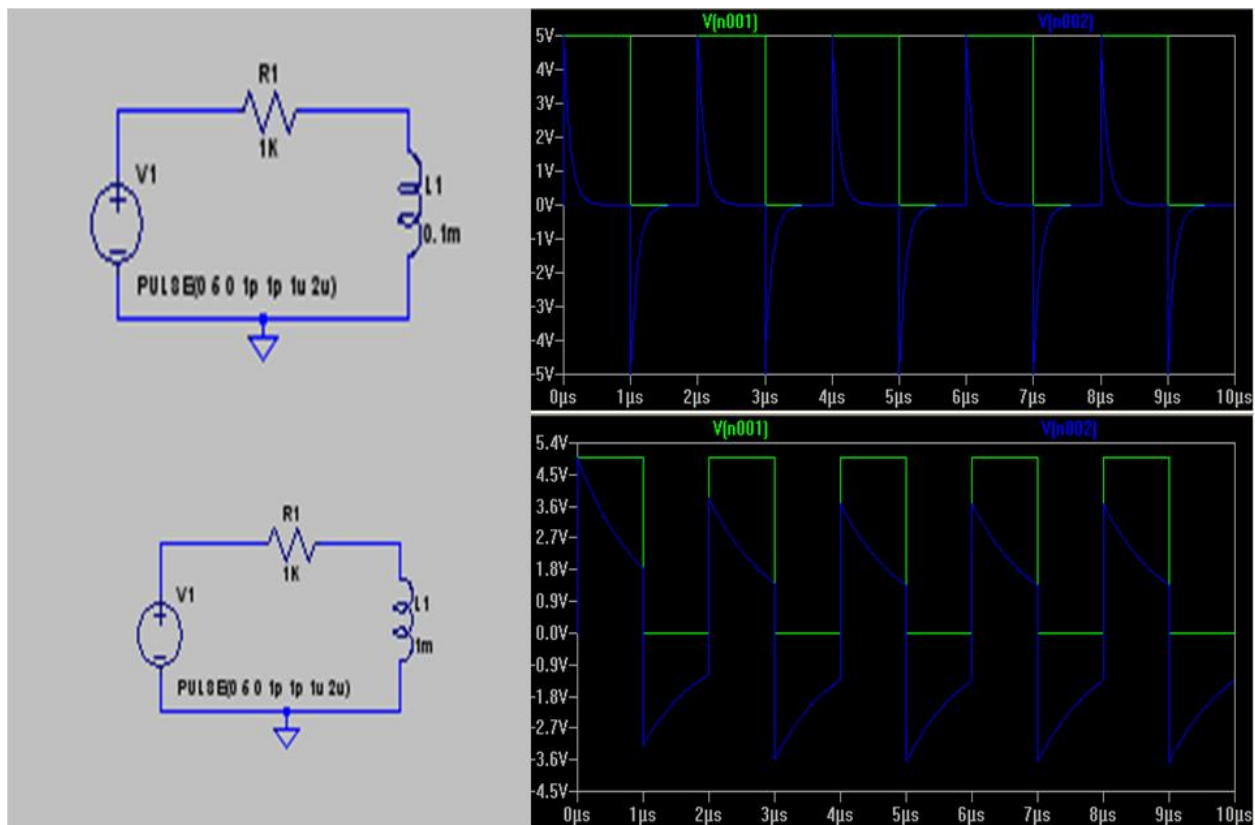 R1
1K
V1
L1
0.1m
PULSE(0 5 0 1p 1p 1u 2u)
V(n001) V(n002)
5V
4V
3V
2V
1V
0V
-1V
-2V
-3V
-4V
-5V
0µs 1µs 2µs 3µs 4µs 5µs 6µs 7µs 8µs 9µs 10µs
R1
1K
V1
L1
1m
PULSE(0 5 0 1p 1p 1u 2u)
V(n001) V(n002)
5.4V
4.5V
3.6V
2.7V
1.8V
0.9V
0.0V
-0.9V
-1.8V
-2.7V
-3.6V
-4.5V
0µs 1µs 2µs 3µs 4µs 5µs 6µs 7µs 8µs 9µs 10µs